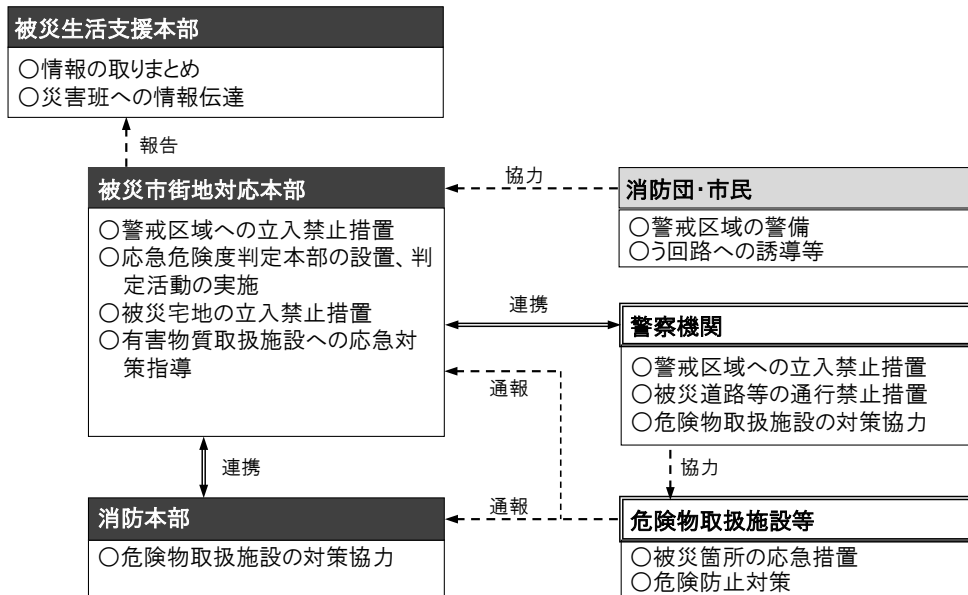 被災生活支援本部
○情報の取りまとめ
○災害班への情報伝達
報告
被災市街地対応本部
○警戒区域への立入禁止措置
○応急危険度判定本部の設置、判
定活動の実施
○被災宅地の立入禁止措置
○有害物質取扱施設への応急対
策指導
協力
消防団・市民
○警戒区域の警備
○う回路への誘導等
連携
警察機関
○警戒区域への立入禁止措置
○被災道路等の通行禁止措置
○危険物取扱施設の対策協力
通報
連携
協力
消防本部
○危険物取扱施設の対策協力
通報
危険物取扱施設等
○被災箇所の応急措置
○危険防止対策